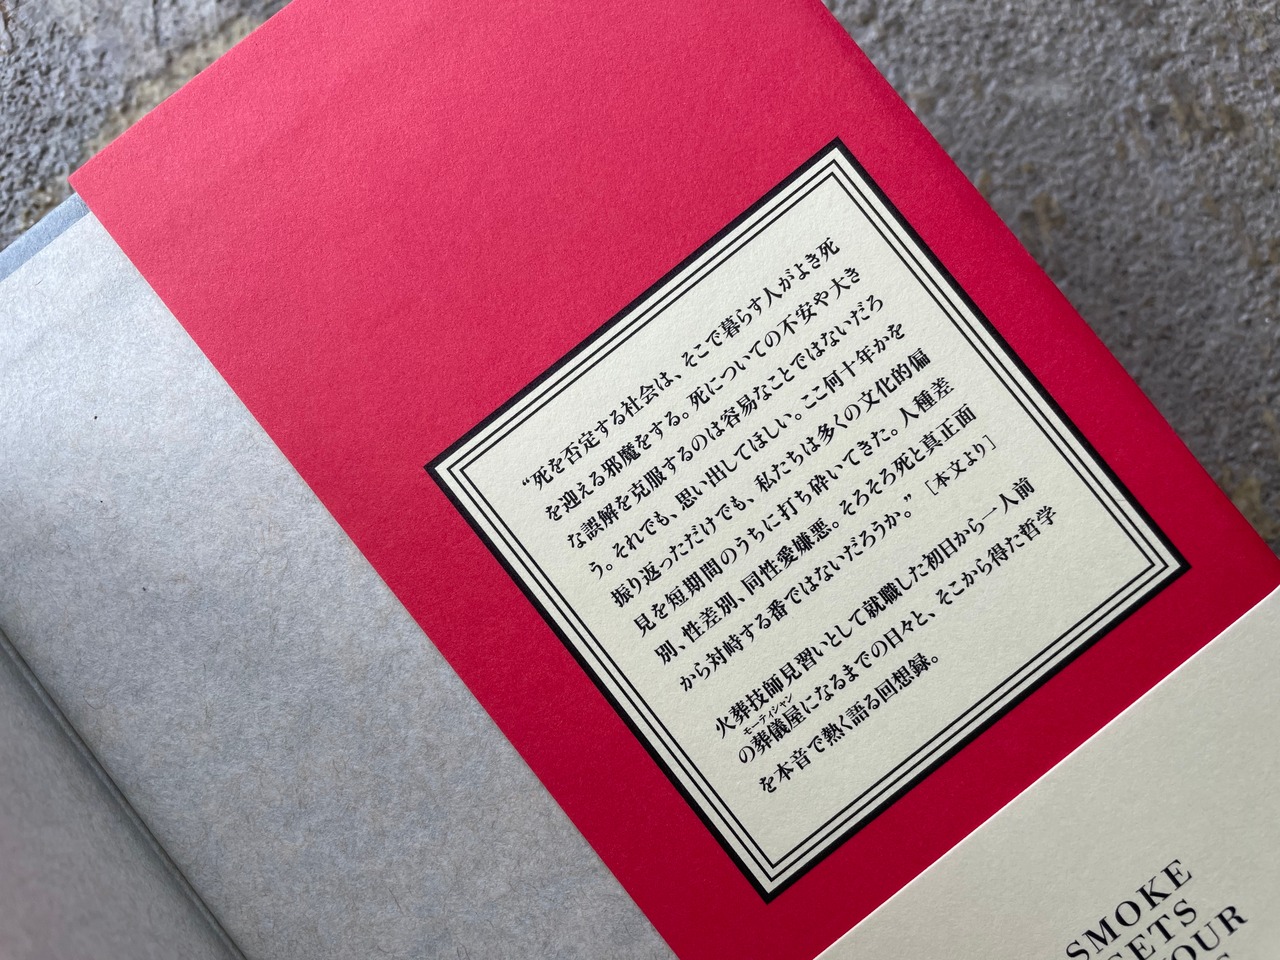 “死を否定する社会は、そこで暮らす人がよき死
を迎える邪魔をする。死についての不安や大き
な誤解を克服するのは容易なことではないだろ
う。それでも、思い出してほしい。ここ何十年かを
振り返っただけでも、私たちは多くの文化的偏
見を短期間のうちに打ち砕いてきた。人種差
別、性差別、同性愛嫌悪。そろそろ死と真正面
から対峙する番ではないだろうか。”［本文より］
火葬技師見習いとして就職した初日から一人前
の葬儀屋になるまでの日々と、そこから得た哲学
モーティシャン
を本音で熱く語る回想録。
SMOKE
GETS
YOUR